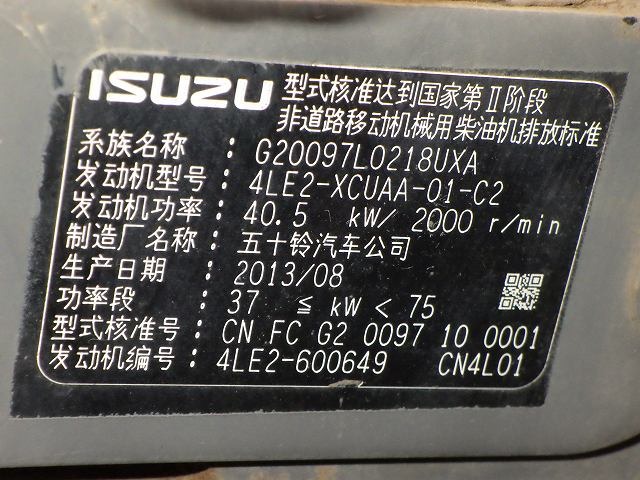 ISUZU 型式核准达到国家第Ⅱ阶段
非道路移动机械用柴油机排放标准
系族名称 : G20097L0218UXA
发动机型号 : 4LE2-XCUAA-01-C2
发动机功率 : 40.5 kW/ 2000 r/min
制造厂名称 : 五十铃汽车公司
生产日期 : 2013/08
功率段 : 37 ≦ kW < 75
型式核准号 : CN FC G2 0097 10 0001
发动机编号 : 4LE2-600649 CN4L01